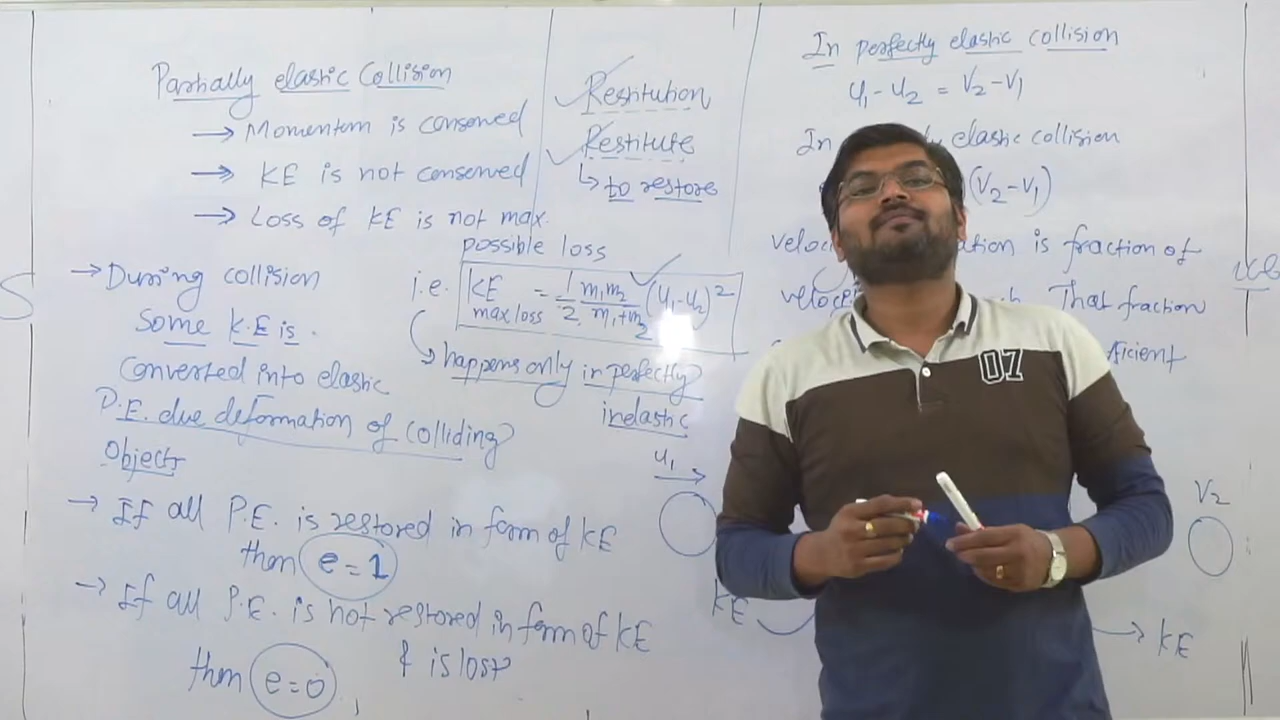 Partially elastic Collision
→ Momentum is conserved
→ KE is not conserved
→ Loss of KE is not max.
possible loss
i.e. KE max loss = 1/2 m1m2/m1+m2 (u1-u2)²
↳ happens only in perfectly
inelastic
→ During collision
Some K.E is.
Converted into elastic
P.E. due deformation of colliding
Objects
→ If all P.E. is restored in form of KE
then e = 1
→ If all P.E. is not restored in form of KE
then e=0 & is lost
✓ Restitution
✓ Restitute
↳ to restore
In perfectly elastic collision
u1-u2 = V2-V1
In elastic collision
(V2-V1)
is fraction of
That fraction
u1 →
V2
KE
→ KE
07